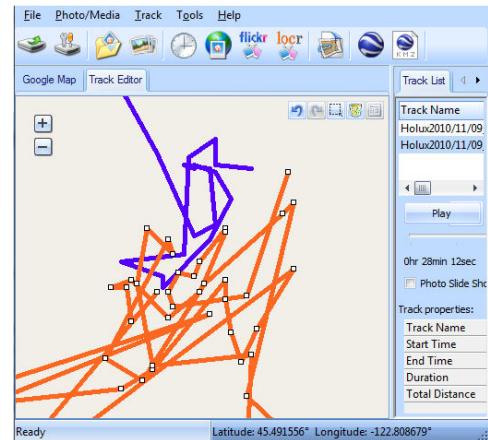 File Photo/Media Track Tools Help
flickr locr
KMZ
Google Map Track Editor
Track List
Track Name
Holux2010/11/09
Holux2010/11/09
Play
0hr 28min 12sec
Photo Slide Sho
Track properties:
Track Name
Start Time
End Time
Duration
Total Distance
Ready Latitude: 45.491556° Longitude: -122.808679°